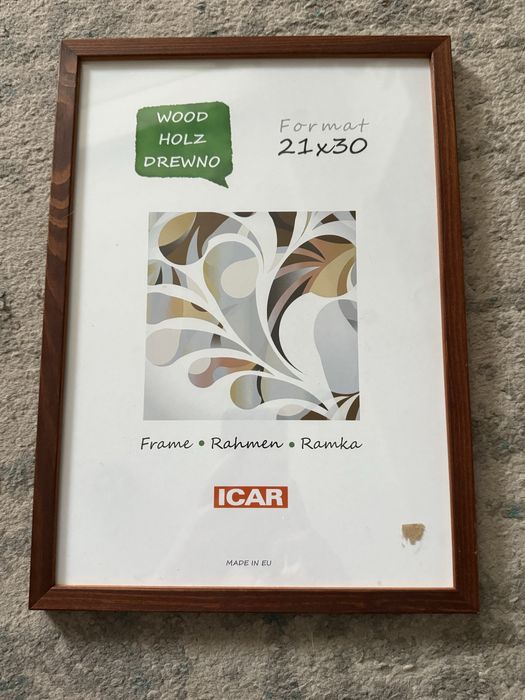 WOOD
HOLZ
DREWNO
Format
21x30
Frame • Rahmen • Ramka
ICAR
MADE IN EU